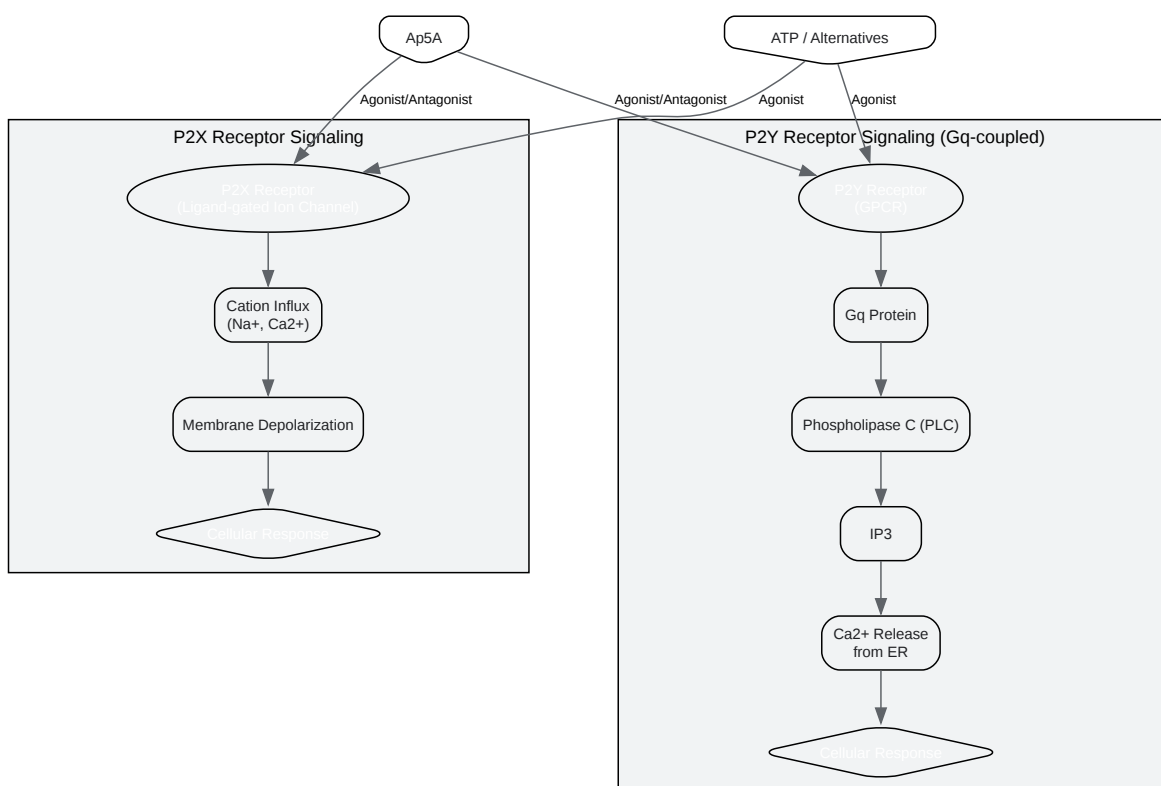 Ap5A
ATP / Alternatives
Agonist/Antagonist
Agonist/Antagonist
Agonist
Agonist
P2X Receptor Signaling
P2Y Receptor Signaling (Gq-coupled)
P2X Receptor
(Ligand-gated Ion Channel)
P2Y Receptor
(GPCR)
Cation Influx
(Na+, Ca2+)
Gq Protein
Membrane Depolarization
Phospholipase C (PLC)
Cellular Response
IP3
Ca2+ Release
from ER
Cellular Response